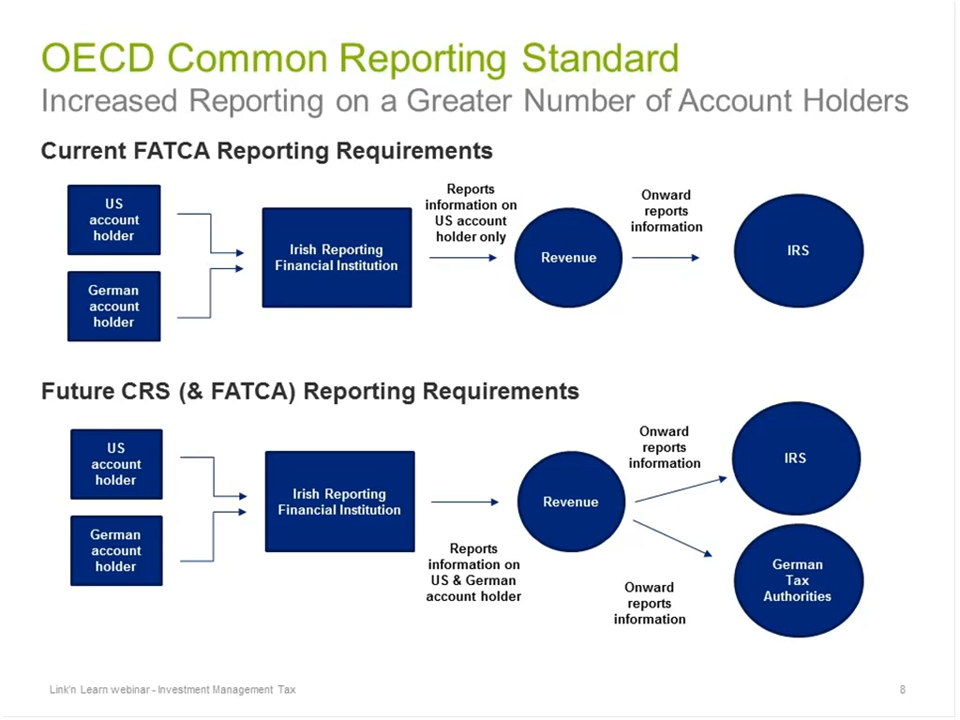 OECD Common Reporting Standard
Increased Reporting on a Greater Number of Account Holders
Current FATCA Reporting Requirements
US
account
holder
German
account
holder
Irish Reporting
Financial Institution
Reports
information on
US account
holder only
Revenue
Onward
reports
information
IRS
Future CRS (& FATCA) Reporting Requirements
US
account
holder
German
account
holder
Irish Reporting
Financial Institution
Reports
information on
US & German
account holder
Revenue
Onward
reports
information
IRS
Onward
reports
information
German
Tax
Authorities
Link'n Learn webinar - Investment Management Tax
8